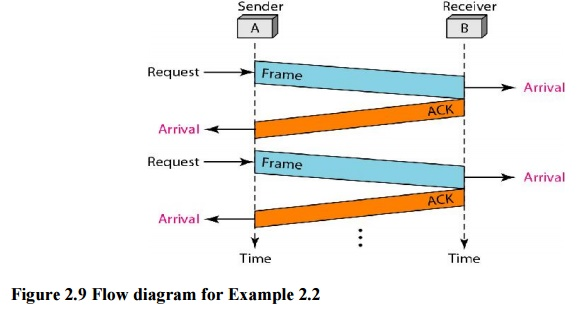 Sender Receiver
A B
Request Frame
Arrival
ACK
Arrival
Request Frame
Arrival
ACK
Arrival
Time Time
Figure 2.9 Flow diagram for Example 2.2